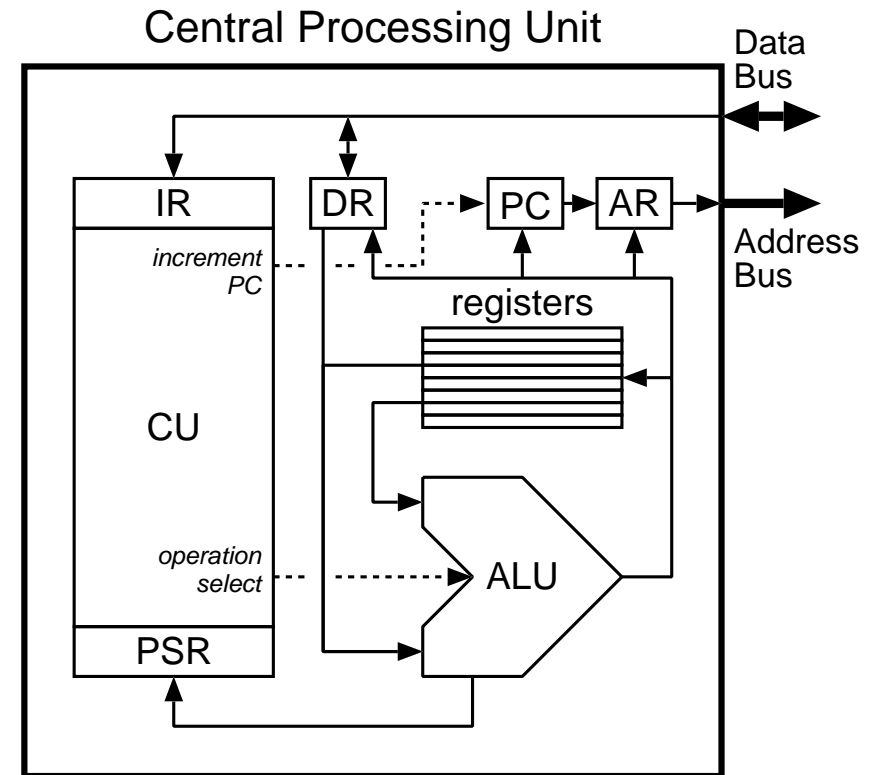 Central Processing Unit
Data
Bus
IR
DR
PC
AR
Address
Bus
increment
PC
registers
CU
operation
select
ALU
PSR